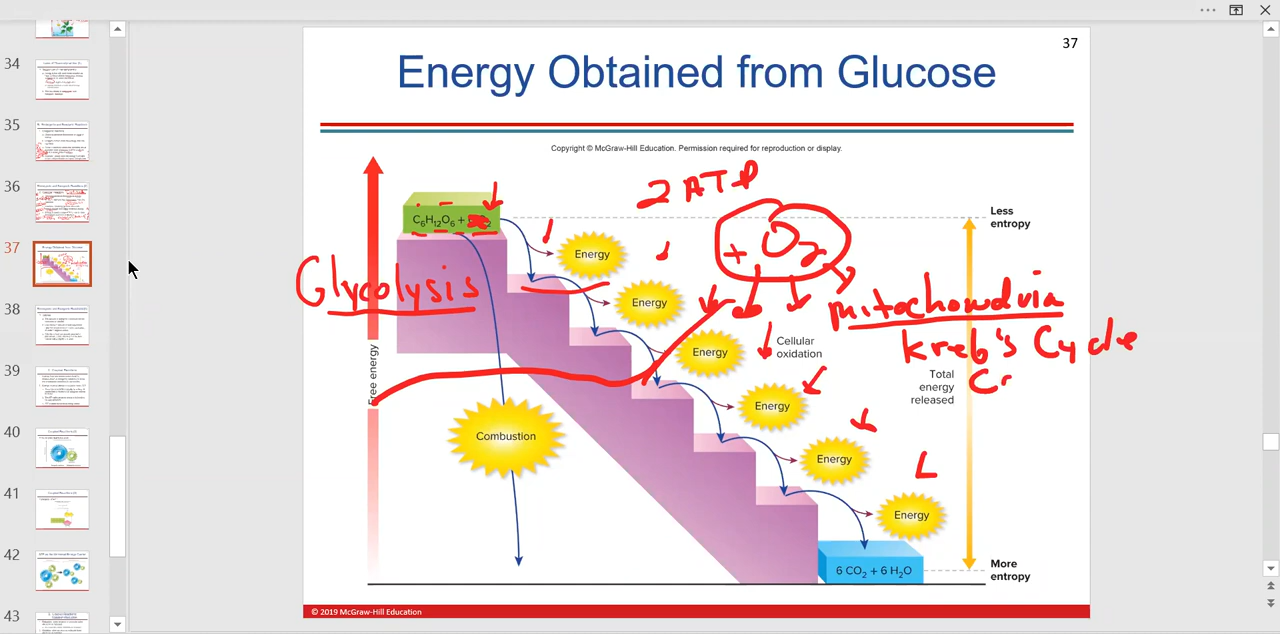 37
Energy Obtained from Glucose
Copyright © McGraw-Hill Education. Permission required for reproduction or display.
2 ATP
C₆H₁₂O₆ +
Less
entropy
Energy
+ O₂
Glycolysis
Energy
mitochondria
Kreb's Cycle
Energy
Cellular
oxidation
Free energy
Total
energy
released
Energy
Combustion
Energy
Energy
6 CO₂ + 6 H₂O
More
entropy
© 2019 McGraw-Hill Education
34
35
36
37
38
39
40
41
42
43